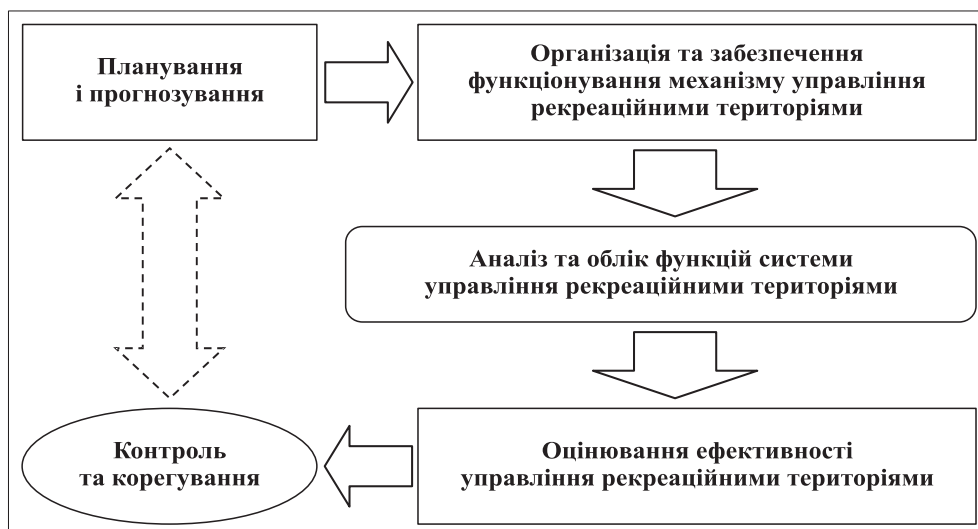 Планування
і прогнозування
Організація та забезпечення
функціонування механізму управління
рекреаційними територіями
Аналіз та облік функцій системи
управління рекреаційними територіями
Оцінювання ефективності
управління рекреаційними територіями
Контроль
та корегування